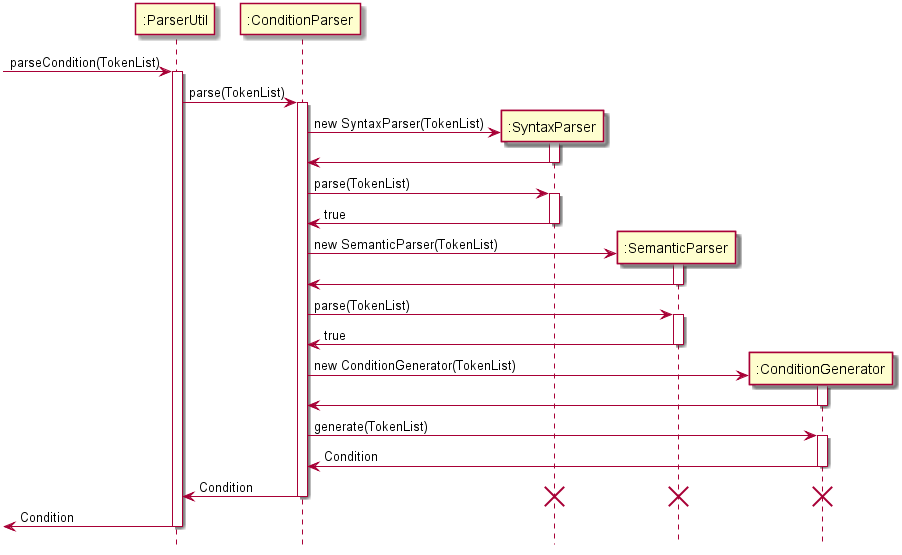 :ParserUtil
:ConditionParser
parseCondition(TokenList)
parse(TokenList)
new SyntaxParser(TokenList)
:SyntaxParser
parse(TokenList)
true
new SemanticParser(TokenList)
:SemanticParser
parse(TokenList)
true
new ConditionGenerator(TokenList)
:ConditionGenerator
generate(TokenList)
Condition
Condition
Condition